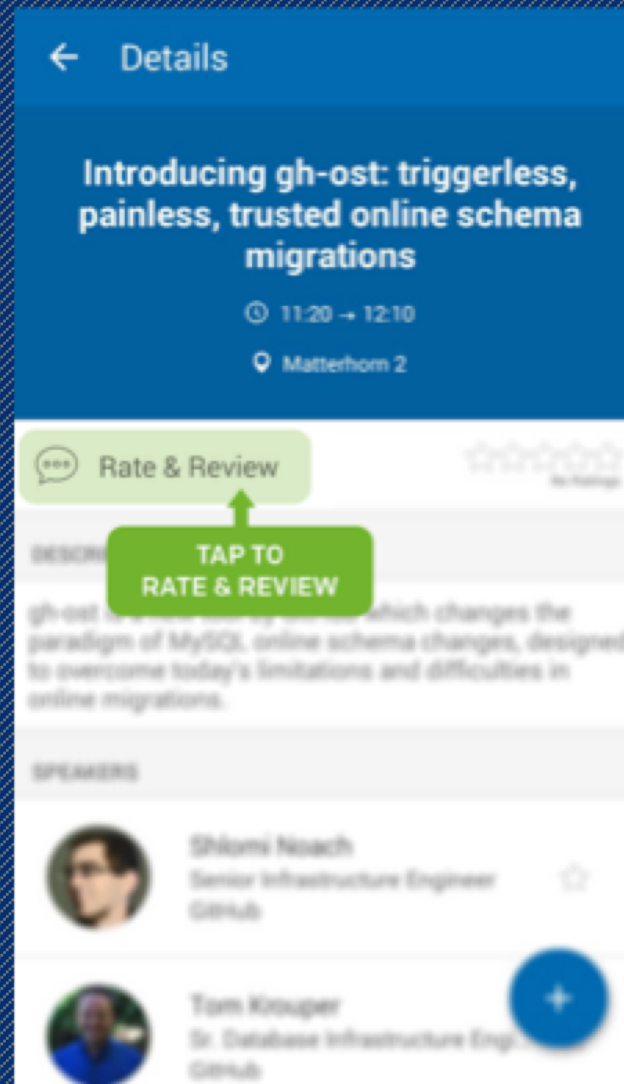 Details
Introducing gh-ost: triggerless,
painless, trusted online schema
migrations
11:20 → 12:10
Matterhorn 2
Rate & Review
No Ratings
TAP TO
RATE & REVIEW
gh-ost is a new tool by which changes the
paradigm of MySQL online schema changes, designed
to overcome today's limitations and difficulties in
online migrations.
SPEAKERS
Shlomi Noach
Senior Infrastructure Engineer
GitHub
+
Tom Krouper
Sr. Database Infrastructure Engi...
GitHub